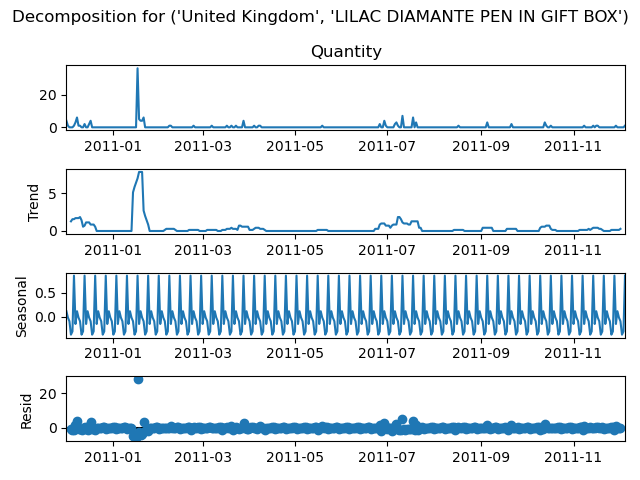 Decomposition for ('United Kingdom', 'LILAC DIAMANTE PEN IN GIFT BOX')
Quantity
20
0
2011-01 2011-03 2011-05 2011-07 2011-09 2011-11
Trend
5
0
2011-01 2011-03 2011-05 2011-07 2011-09 2011-11
Seasonal
0.5
0.0
2011-01 2011-03 2011-05 2011-07 2011-09 2011-11
Resid
20
0
2011-01 2011-03 2011-05 2011-07 2011-09 2011-11